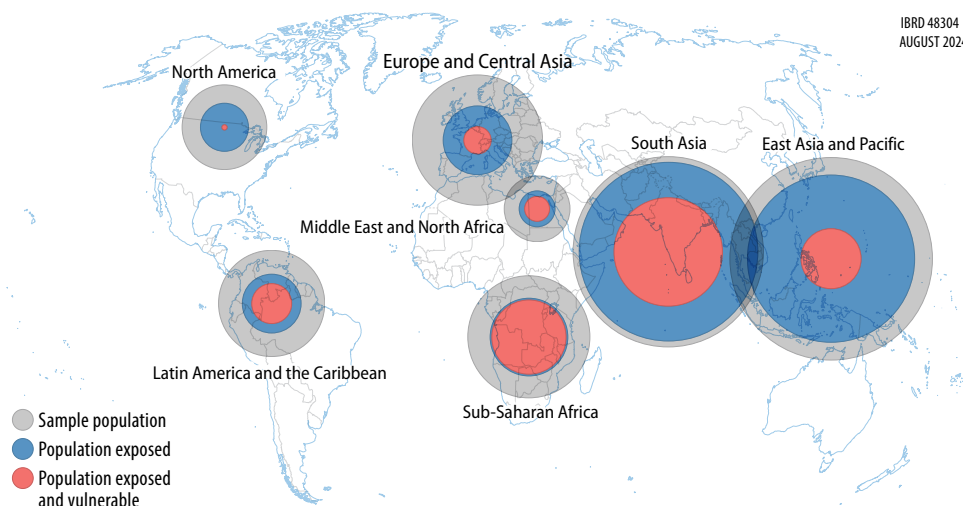 IBRD 48304
AUGUST 2024
North America
Europe and Central Asia
South Asia
East Asia and Pacific
Middle East and North Africa
Latin America and the Caribbean
Sub-Saharan Africa
Sample population
Population exposed
Population exposed
and vulnerable